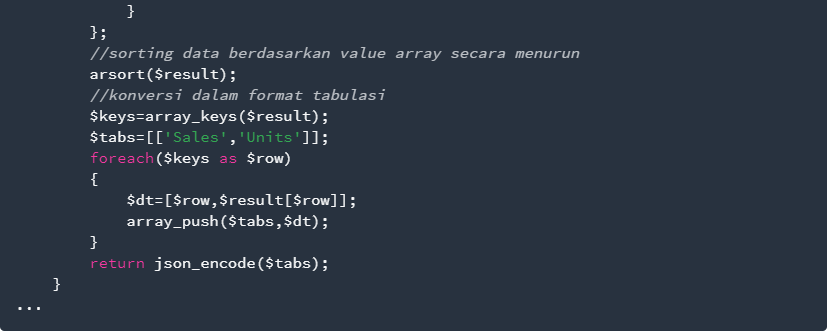 }
};
//sorting data berdasarkan value array secara menurun
arsort($result);
//konversi dalam format tabulasi
$keys=array_keys($result);
$tabs=[['Sales','Units']];
foreach($keys as $row)
{
$dt=[$row,$result[$row]];
array_push($tabs,$dt);
}
return json_encode($tabs);
}
...